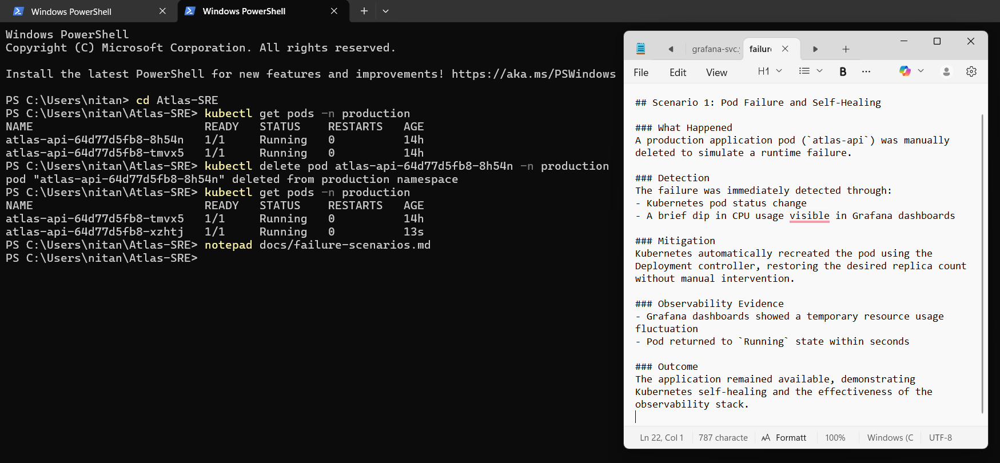 Windows PowerShell
Windows PowerShell
Windows PowerShell
Copyright (C) Microsoft Corporation. All rights reserved.
Install the latest PowerShell for new features and improvements! https://aka.ms/PSWindows
PS C:\Users\nitan> cd Atlas-SRE
PS C:\Users\nitan\Atlas-SRE> kubectl get pods -n production
NAME READY STATUS RESTARTS AGE
atlas-api-64d77d5fb8-8h54n 1/1 Running 0 14h
atlas-api-64d77d5fb8-tmvx5 1/1 Running 0 14h
PS C:\Users\nitan\Atlas-SRE> kubectl delete pod atlas-api-64d77d5fb8-8h54n -n production
pod "atlas-api-64d77d5fb8-8h54n" deleted from production namespace
PS C:\Users\nitan\Atlas-SRE> kubectl get pods -n production
NAME READY STATUS RESTARTS AGE
atlas-api-64d77d5fb8-tmvx5 1/1 Running 0 14h
atlas-api-64d77d5fb8-xzhtj 1/1 Running 0 13s
PS C:\Users\nitan\Atlas-SRE> notepad docs/failure-scenarios.md
PS C:\Users\nitan\Atlas-SRE>
grafana-svc.
failur
File Edit View H1 B ...
## Scenario 1: Pod Failure and Self-Healing
### What Happened
A production application pod (`atlas-api`) was manually
deleted to simulate a runtime failure.
### Detection
The failure was immediately detected through:
- Kubernetes pod status change
- A brief dip in CPU usage visible in Grafana dashboards
### Mitigation
Kubernetes automatically recreated the pod using the
Deployment controller, restoring the desired replica count
without manual intervention.
### Observability Evidence
- Grafana dashboards showed a temporary resource usage
fluctuation
- Pod returned to `Running` state within seconds
### Outcome
The application remained available, demonstrating
Kubernetes self-healing and the effectiveness of the
observability stack.
Ln 22, Col 1 787 characte Formatt 100% Windows (C UTF-8